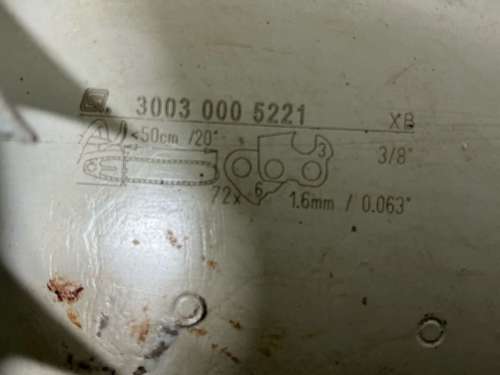 3003 000 5221
XB
<50cm /20"
3 3/8"
72x 6 1.6mm / 0.063"